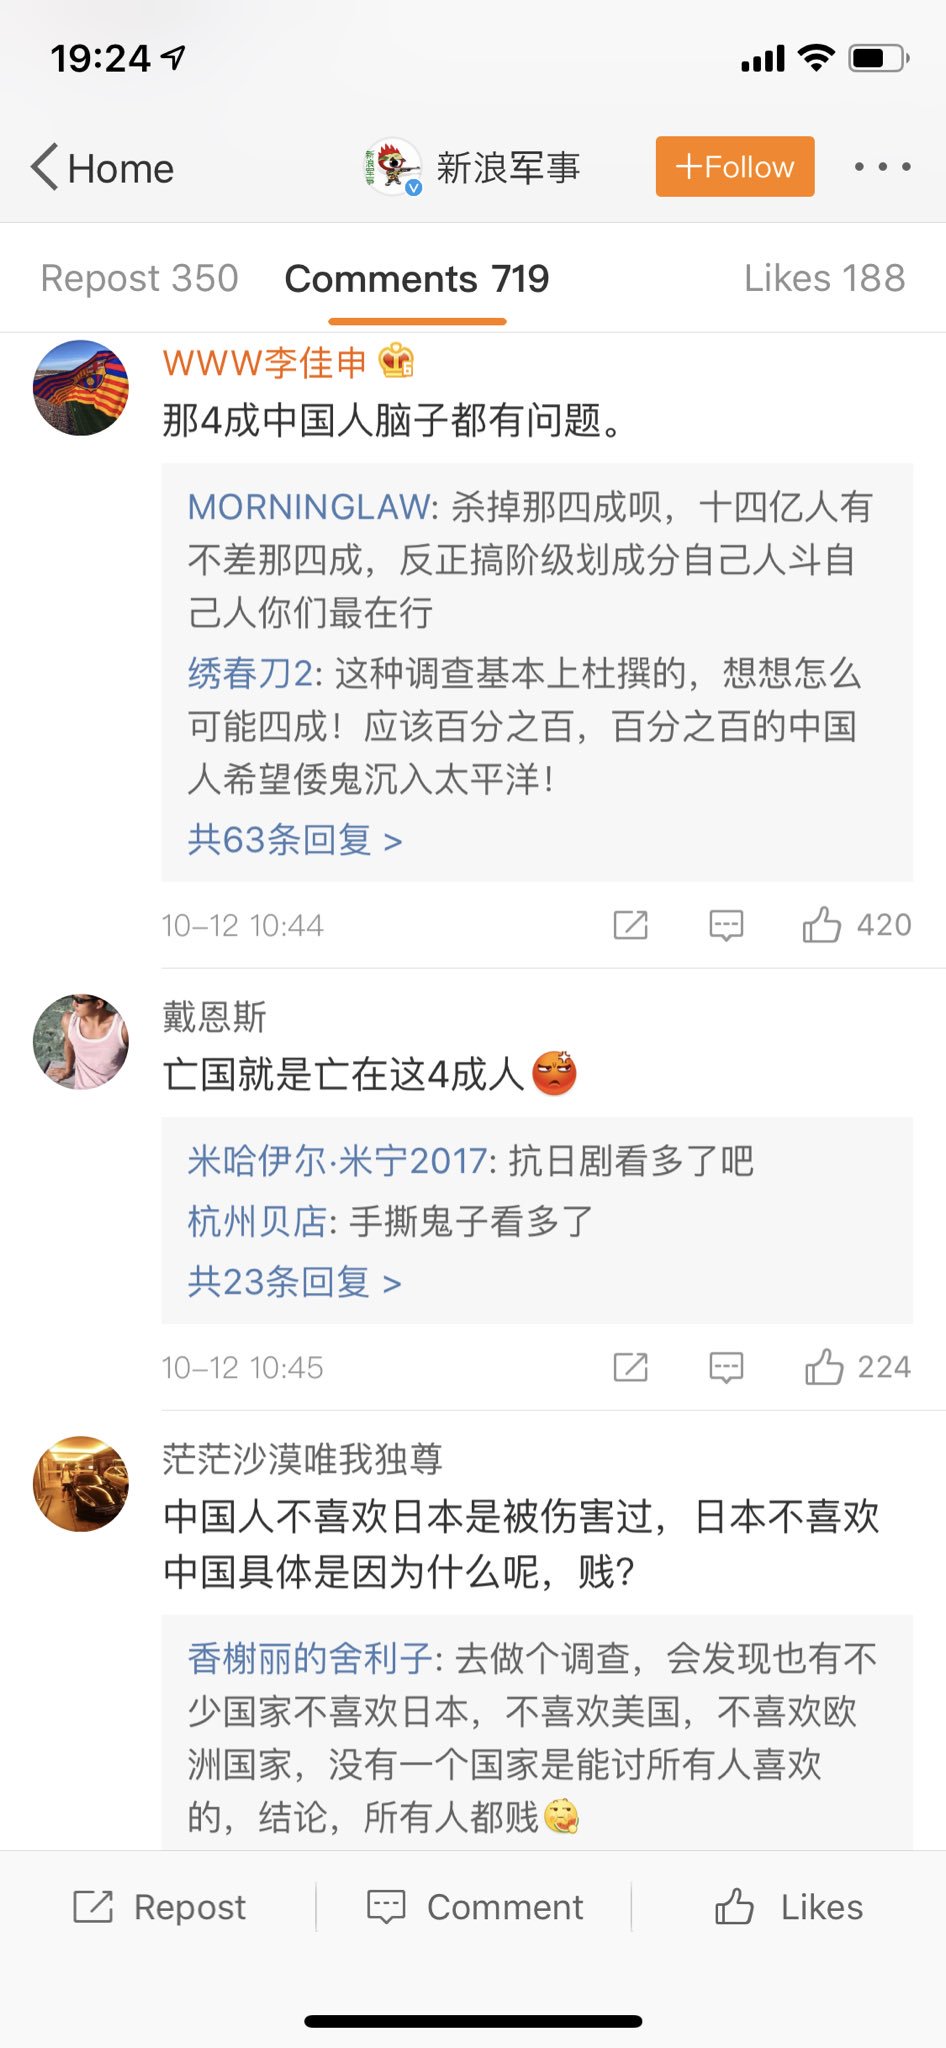 19:24
Home
新浪军事
+Follow
Repost 350
Comments 719
Likes 188
WWW李佳申
那4成中国人脑子都有问题。
MORNINGLAW: 杀掉那四成呗，十四亿人有
不差那四成，反正搞阶级划成分自己人斗自
己人你们最在行
绣春刀2: 这种调查基本上杜撰的，想想怎么
可能四成！应该百分之百，百分之百的中国
人希望倭鬼沉入太平洋！
共63条回复 >
10-12 10:44
420
戴恩斯
亡国就是亡在这4成人
米哈伊尔·米宁2017: 抗日剧看多了吧
杭州贝店: 手撕鬼子看多了
共23条回复 >
10-12 10:45
224
茫茫沙漠唯我独尊
中国人不喜欢日本是被伤害过，日本不喜欢
中国具体是因为什么呢，贱？
香榭丽的舍利子: 去做个调查，会发现也有不
少国家不喜欢日本，不喜欢美国，不喜欢欧
洲国家，没有一个国家是能讨所有人喜欢
的，结论，所有人都贱
Repost
Comment
Likes